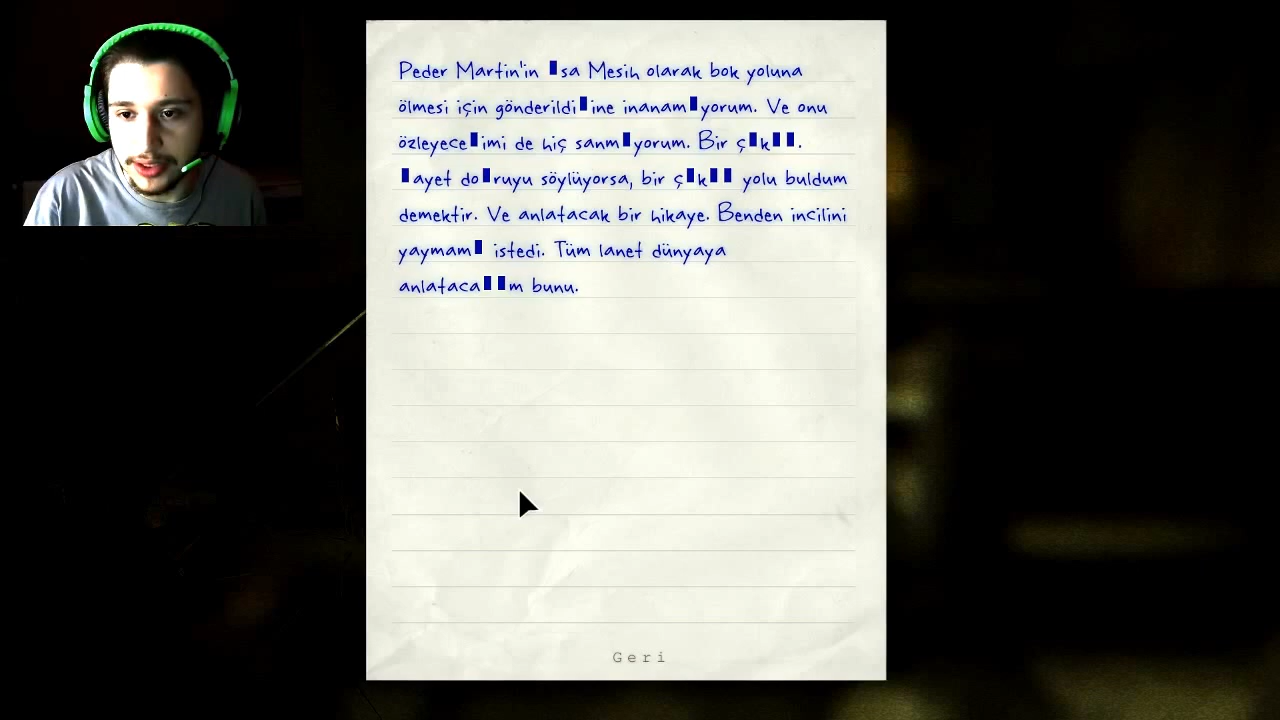 Peder Martin'in ▮sa Mesih olarak bok yoluna
ölmesi için gönderildi▮ine inanam▮yorum. Ve onu
özleyece▮imi de hiç sanm▮yorum. Bir ç▮k▮▮.
▮ayet do▮ruyu söylüyorsa, bir ç▮k▮▮ yolu buldum
demektir. Ve anlatacak bir hikaye. Benden incilini
yaymam▮ istedi. Tüm lanet dünyaya
anlataca▮▮m bunu.
Geri